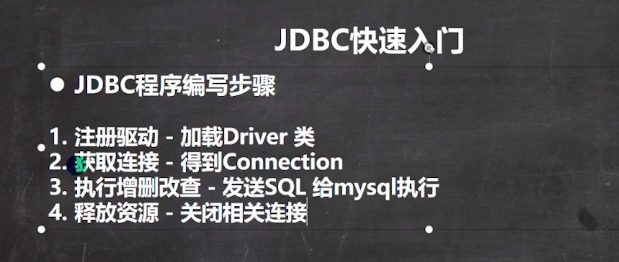 JDBC快速入门
● JDBC程序编写步骤
1. 注册驱动 - 加载Driver 类
2. 获取连接 - 得到Connection
3. 执行增删改查 - 发送SQL 给mysql执行
4. 释放资源 - 关闭相关连接